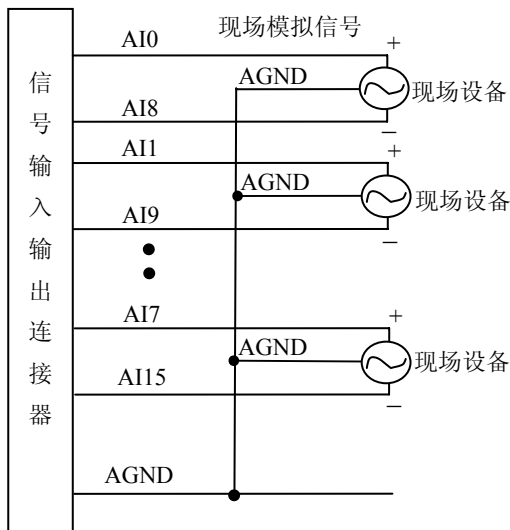 信号输入输出连接器
现场模拟信号
AI0
+
AGND
现场设备
AI8
−
AI1
+
AGND
现场设备
AI9
−
AI7
+
AGND
现场设备
AI15
−
AGND